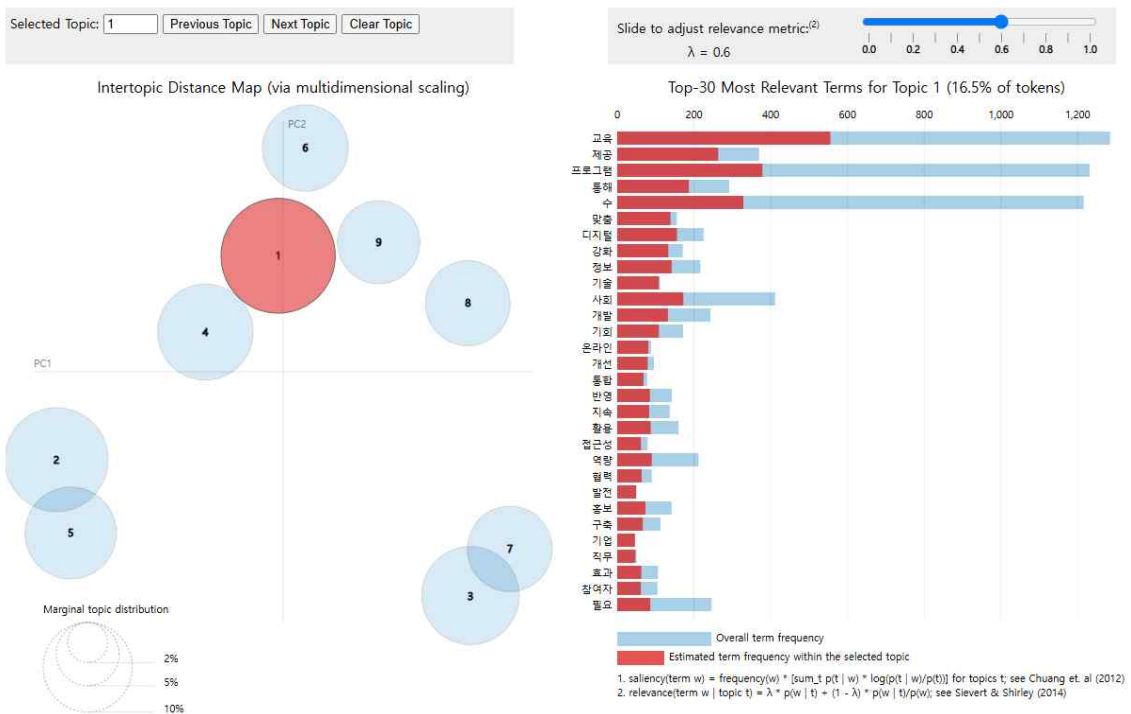 Selected Topic: 1 Previous Topic Next Topic Clear Topic
Slide to adjust relevance metric:(2)
λ = 0.6
0.0 0.2 0.4 0.6 0.8 1.0
Intertopic Distance Map (via multidimensional scaling)
PC2
PC1
6
1
9
8
4
2
5
7
3
Marginal topic distribution
2%
5%
10%
Top-30 Most Relevant Terms for Topic 1 (16.5% of tokens)
0 200 400 600 800 1,000 1,200
교육
제공
프로그램
통해
수
맞춤
디지털
강화
정보
기술
사회
개발
기회
온라인
개선
통합
반영
지속
활용
접근성
역량
협력
발전
홍보
구축
기업
직무
효과
참여자
필요
Overall term frequency
Estimated term frequency within the selected topic
1. saliency(term w) = frequency(w) * [sum_t p(t | w) * log(p(t | w)/p(t))] for topics t; see Chuang et. al (2012)
2. relevance(term w | topic t) = λ * p(w | t) + (1 - λ) * p(w | t)/p(w); see Sievert & Shirley (2014)